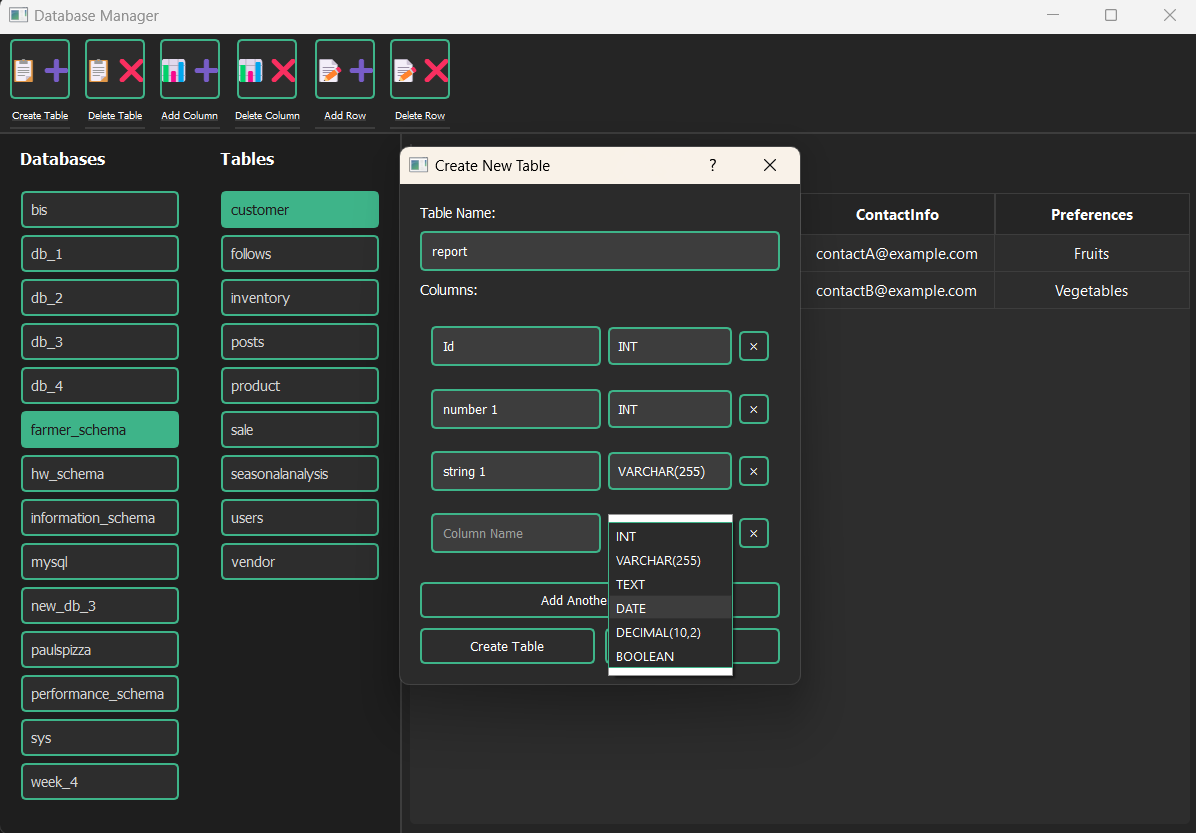 Database Manager
Create Table
Delete Table
Add Column
Delete Column
Add Row
Delete Row
Databases
bis
db_1
db_2
db_3
db_4
farmer_schema
hw_schema
information_schema
mysql
new_db_3
paulspizza
performance_schema
sys
week_4
Tables
customer
follows
inventory
posts
product
sale
seasonalanalysis
users
vendor
ContactInfo Preferences
contactA@example.com Fruits
contactB@example.com Vegetables
Create New Table ?
Table Name:
report
Columns:
Id INT ×
number 1 INT ×
string 1 VARCHAR(255) ×
Column Name ×
INT
VARCHAR(255)
TEXT
DATE
DECIMAL(10,2)
BOOLEAN
Add
Create Table